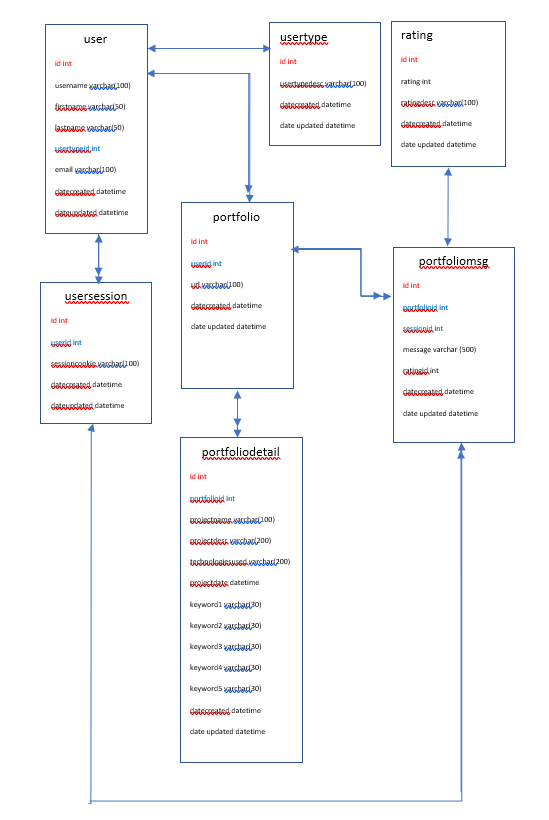 user
id int
username varchar(100)
firstname varchar(50)
lastname varchar(50)
usertypeid int
email varchar(100)
datecreated datetime
dateupdated datetime
usertype
id int
usertypedesc varchar(100)
datecreated datetime
date updated datetime
rating
id int
rating int
ratingdesc varchar(100)
datecreated datetime
date updated datetime
portfolio
id int
userid int
url varchar(100)
datecreated datetime
date updated datetime
portfoliomsg
id int
portfolioid int
sessionid int
message varchar (500)
ratingid int
datecreated datetime
date updated datetime
usersession
id int
userid int
sessioncookie varchar(100)
datecreated datetime
dateupdated datetime
portfoliodetail
id int
portfolioid int
projectname varchar(100)
projectdesc varchar(200)
technologiesused varchar(200)
projectdate datetime
keyword1 varchar(30)
keyword2 varchar(30)
keyword3 varchar(30)
keyword4 varchar(30)
keyword5 varchar(30)
datecreated datetime
date updated datetime